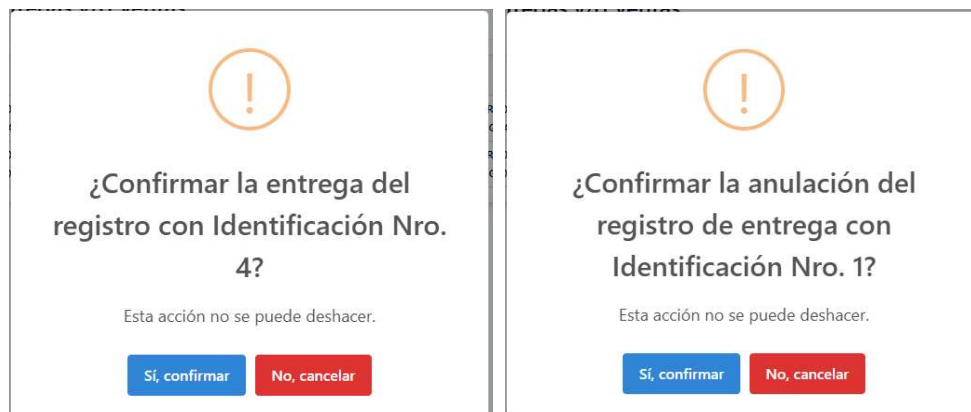 !
¿Confirmar la entrega del
registro con Identificación Nro.
4?
Esta acción no se puede deshacer.
Sí, confirmar
No, cancelar
!
¿Confirmar la anulación del
registro de entrega con
Identificación Nro. 1?
Esta acción no se puede deshacer.
Sí, confirmar
No, cancelar